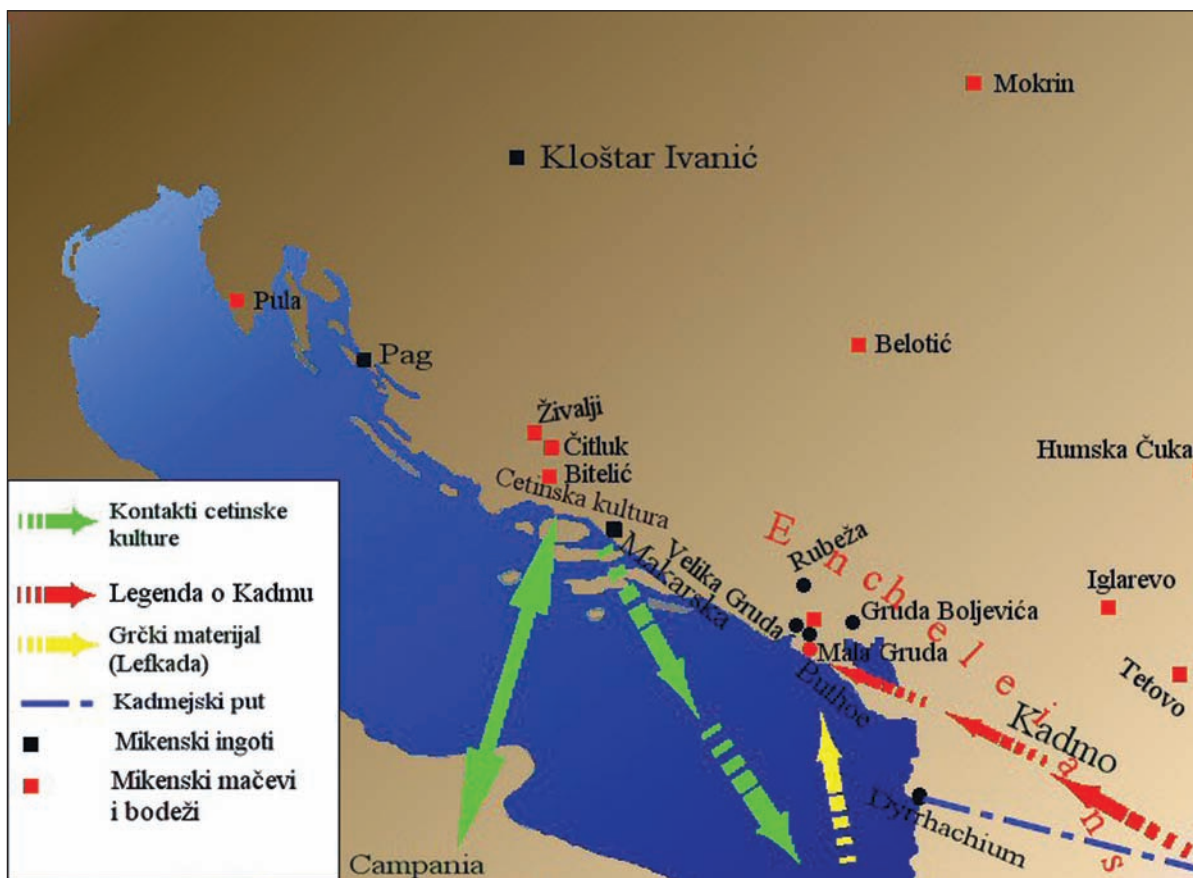 Mokrin
Kloštar Ivanić
Pula
Pag
Belotić
Živalji
Čitluk
Bitelić
Humska Čuka
Cetinska kultura
Makarska
Velika Gruda
Rubeža
Encheleians
Gruda Boljevića
Iglarevo
Mala Gruda
Tetovo
Buthoe
Kadmo
Dyrrhachium
Campania
Kontakti cetinske
kulture
Legenda o Kadmu
Grčki materijal
(Lefkada)
Kadmejski put
Mikenski ingoti
Mikenski mačevi
i bodeži